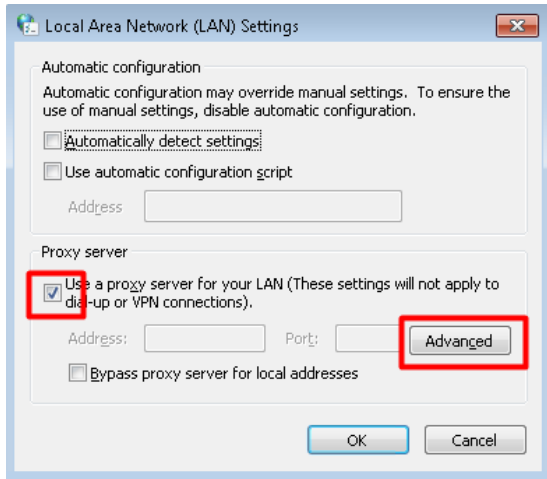 Local Area Network (LAN) Settings
Automatic configuration
Automatic configuration may override manual settings. To ensure the
use of manual settings, disable automatic configuration.
Automatically detect settings
Use automatic configuration script
Address
Proxy server
Use a proxy server for your LAN (These settings will not apply to
dial-up or VPN connections).
Address:
Port:
Advanced
Bypass proxy server for local addresses
OK
Cancel